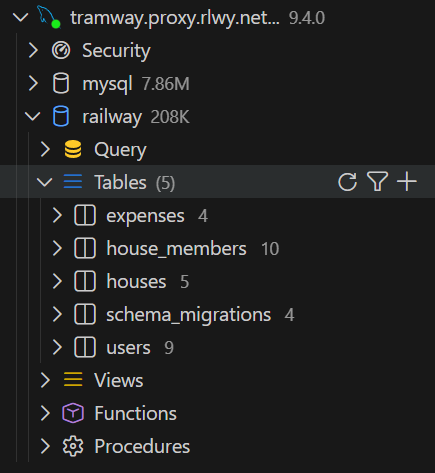 tramway.proxy.rlwy.net... 9.4.0
Security
mysql 7.86M
railway 208K
Query
Tables (5)
expenses 4
house_members 10
houses 5
schema_migrations 4
users 9
Views
Functions
Procedures